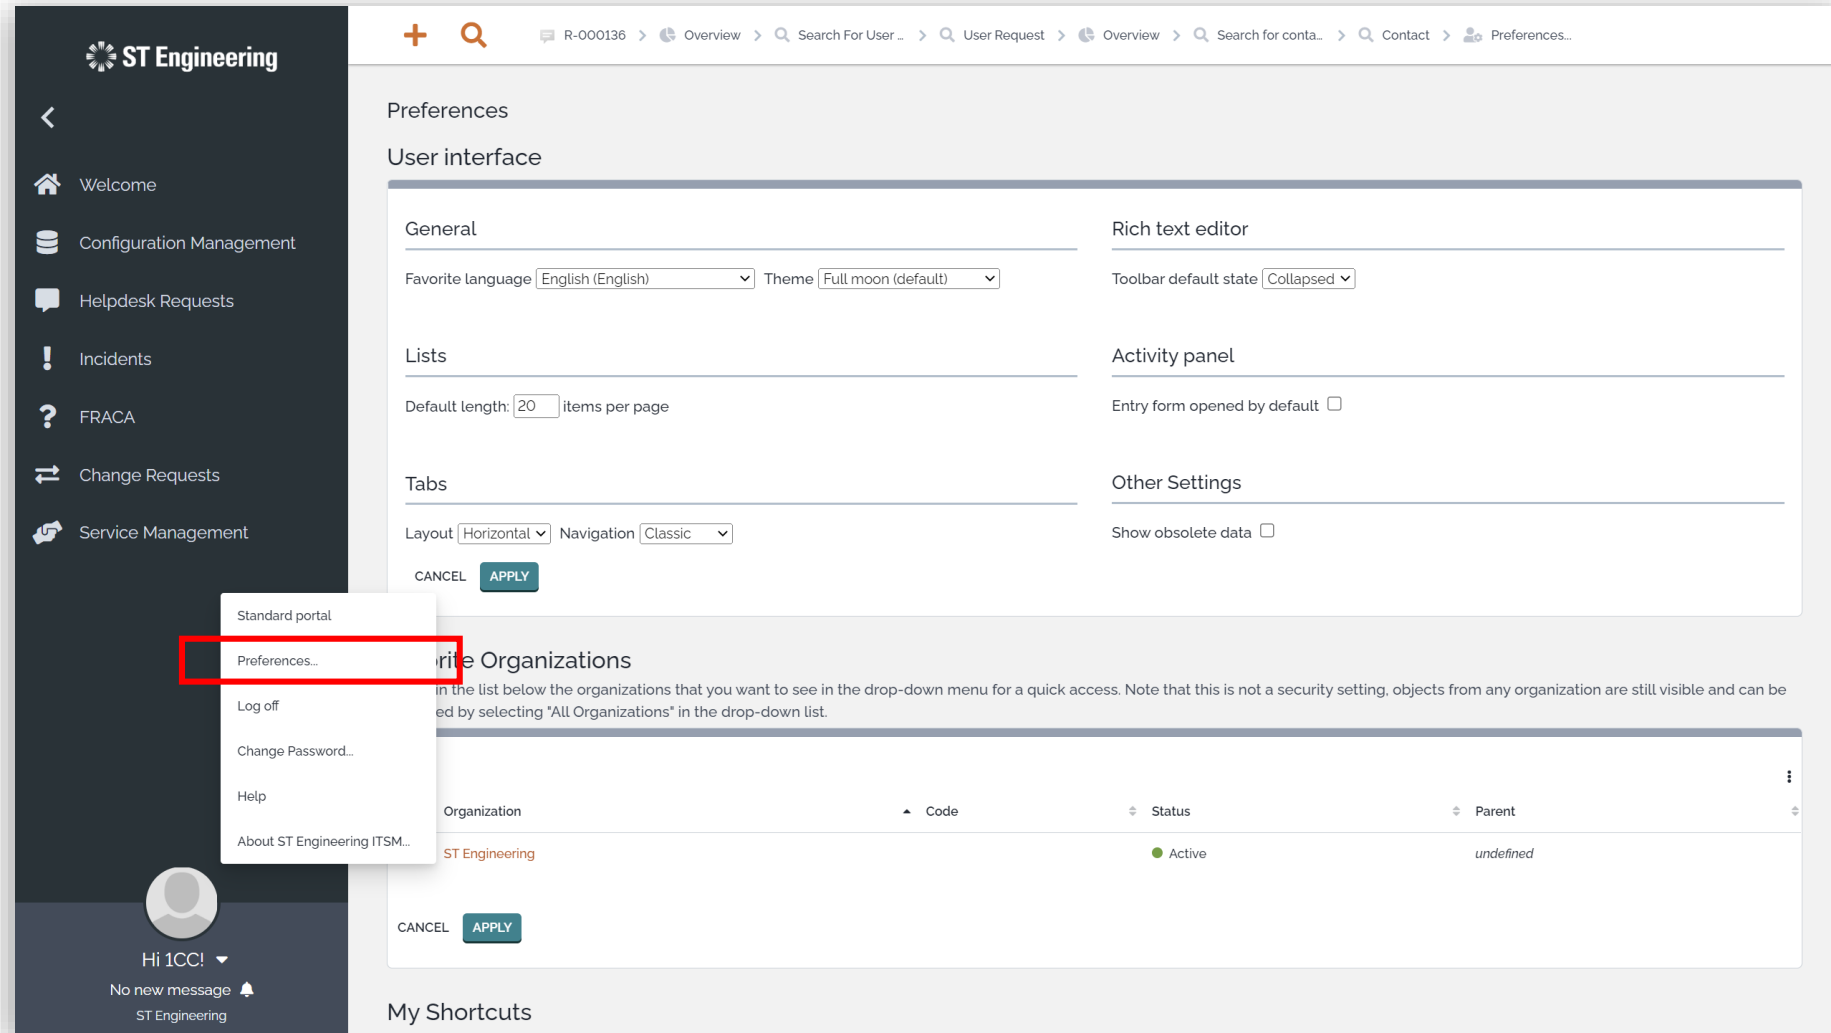 ST Engineering
Welcome
Configuration Management
Helpdesk Requests
Incidents
FRACA
Change Requests
Service Management
Standard portal
Preferences...
Log off
Change Password...
Help
About ST Engineering ITSM...
Hi 1CC!
No new message
ST Engineering
R-000136 Overview Search For User ... User Request Overview Search for conta... Contact Preferences...
Preferences
User interface
General
Favorite language English (English) Theme Full moon (default)
Rich text editor
Toolbar default state Collapsed
Lists
Default length: 20 items per page
Activity panel
Entry form opened by default
Tabs
Layout Horizontal Navigation Classic
Other Settings
Show obsolete data
CANCEL APPLY
rite Organizations
in the list below the organizations that you want to see in the drop-down menu for a quick access. Note that this is not a security setting, objects from any organization are still visible and can be
ed by selecting "All Organizations" in the drop-down list.
Organization Code Status Parent
ST Engineering Active undefined
CANCEL APPLY
My Shortcuts